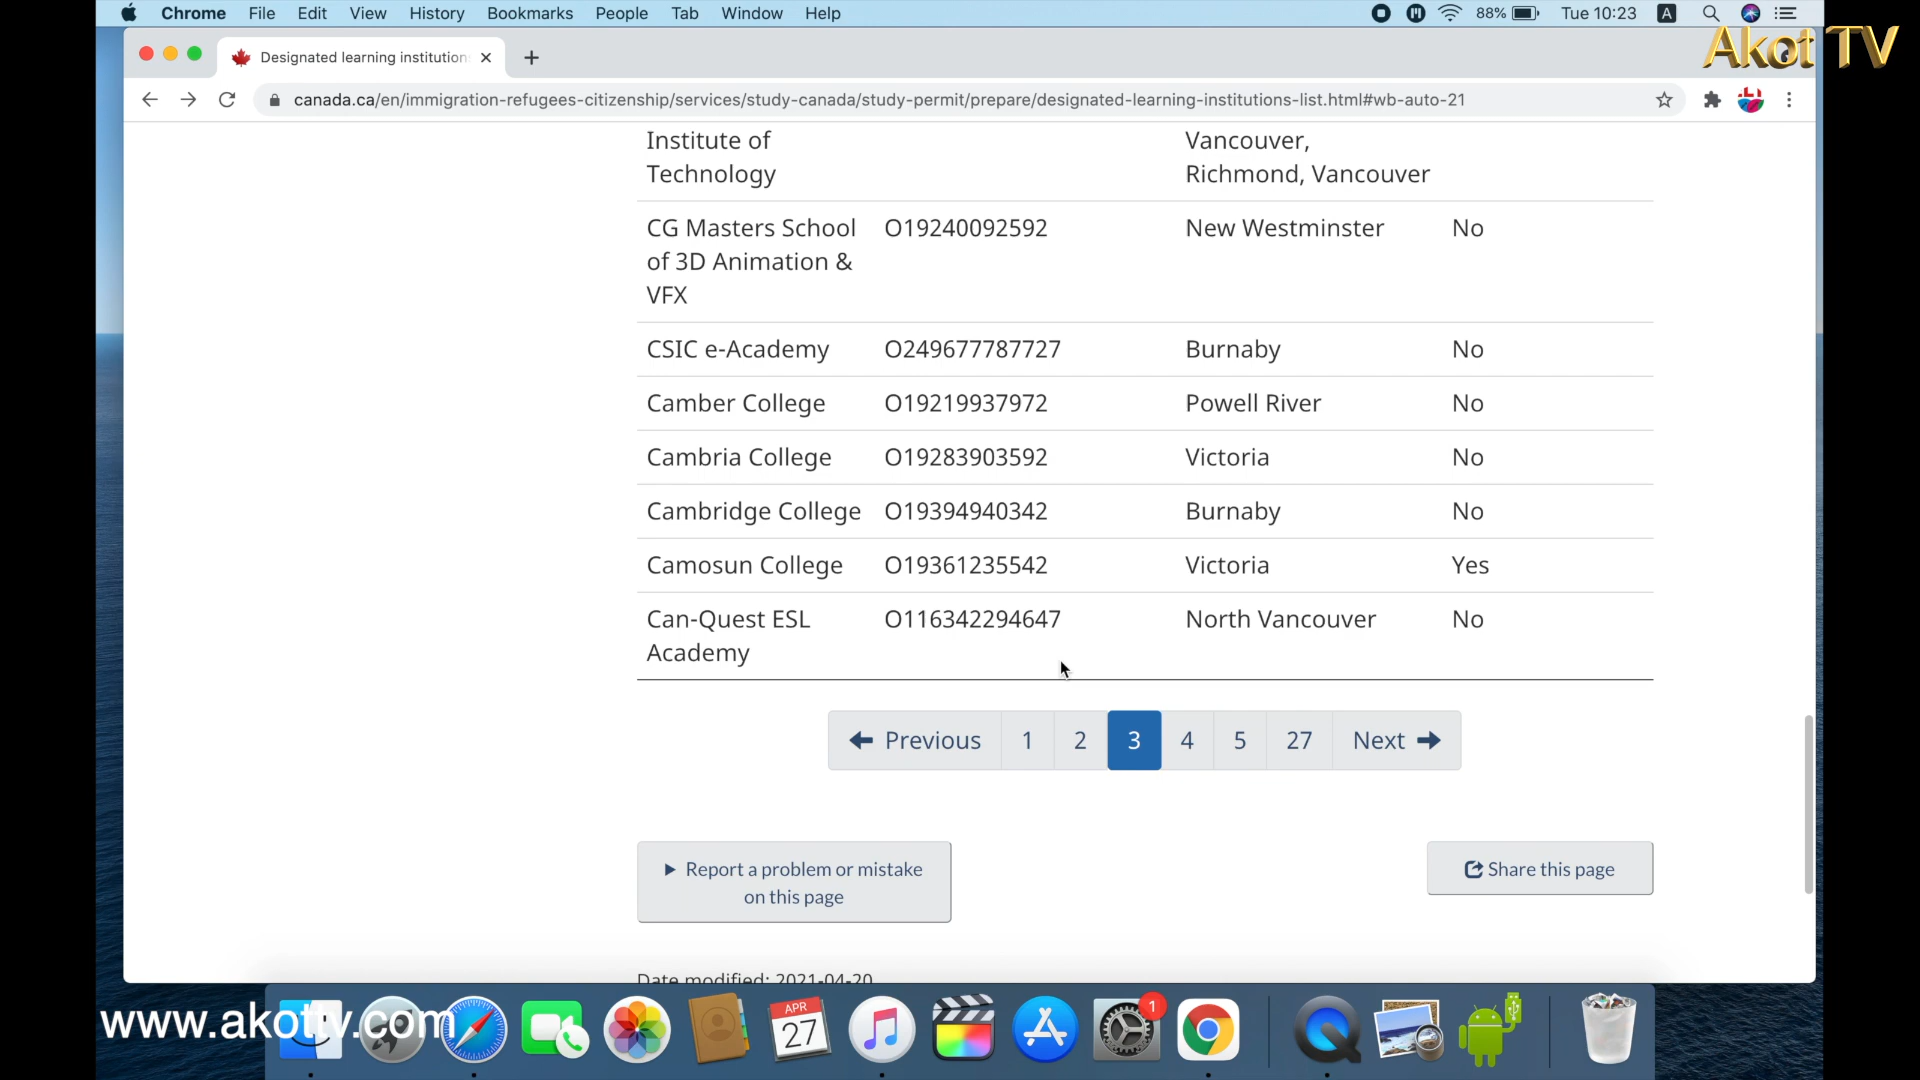 Chrome File Edit View History Bookmarks People Tab Window Help 88% Tue 10:23 A
Akot TV
Designated learning institution
canada.ca/en/immigration-refugees-citizenship/services/study-canada/study-permit/prepare/designated-learning-institutions-list.html#wb-auto-21
Institute of Vancouver,
Technology Richmond, Vancouver
CG Masters School O19240092592 New Westminster No
of 3D Animation &
VFX
CSIC e-Academy O249677787727 Burnaby No
Camber College O19219937972 Powell River No
Cambria College O19283903592 Victoria No
Cambridge College O19394940342 Burnaby No
Camosun College O19361235542 Victoria Yes
Can-Quest ESL O116342294647 North Vancouver No
Academy
Previous 1 2 3 4 5 27 Next
Report a problem or mistake
on this page
Share this page
Date modified: 2021-04-20
www.akottv.com
APR
27
1